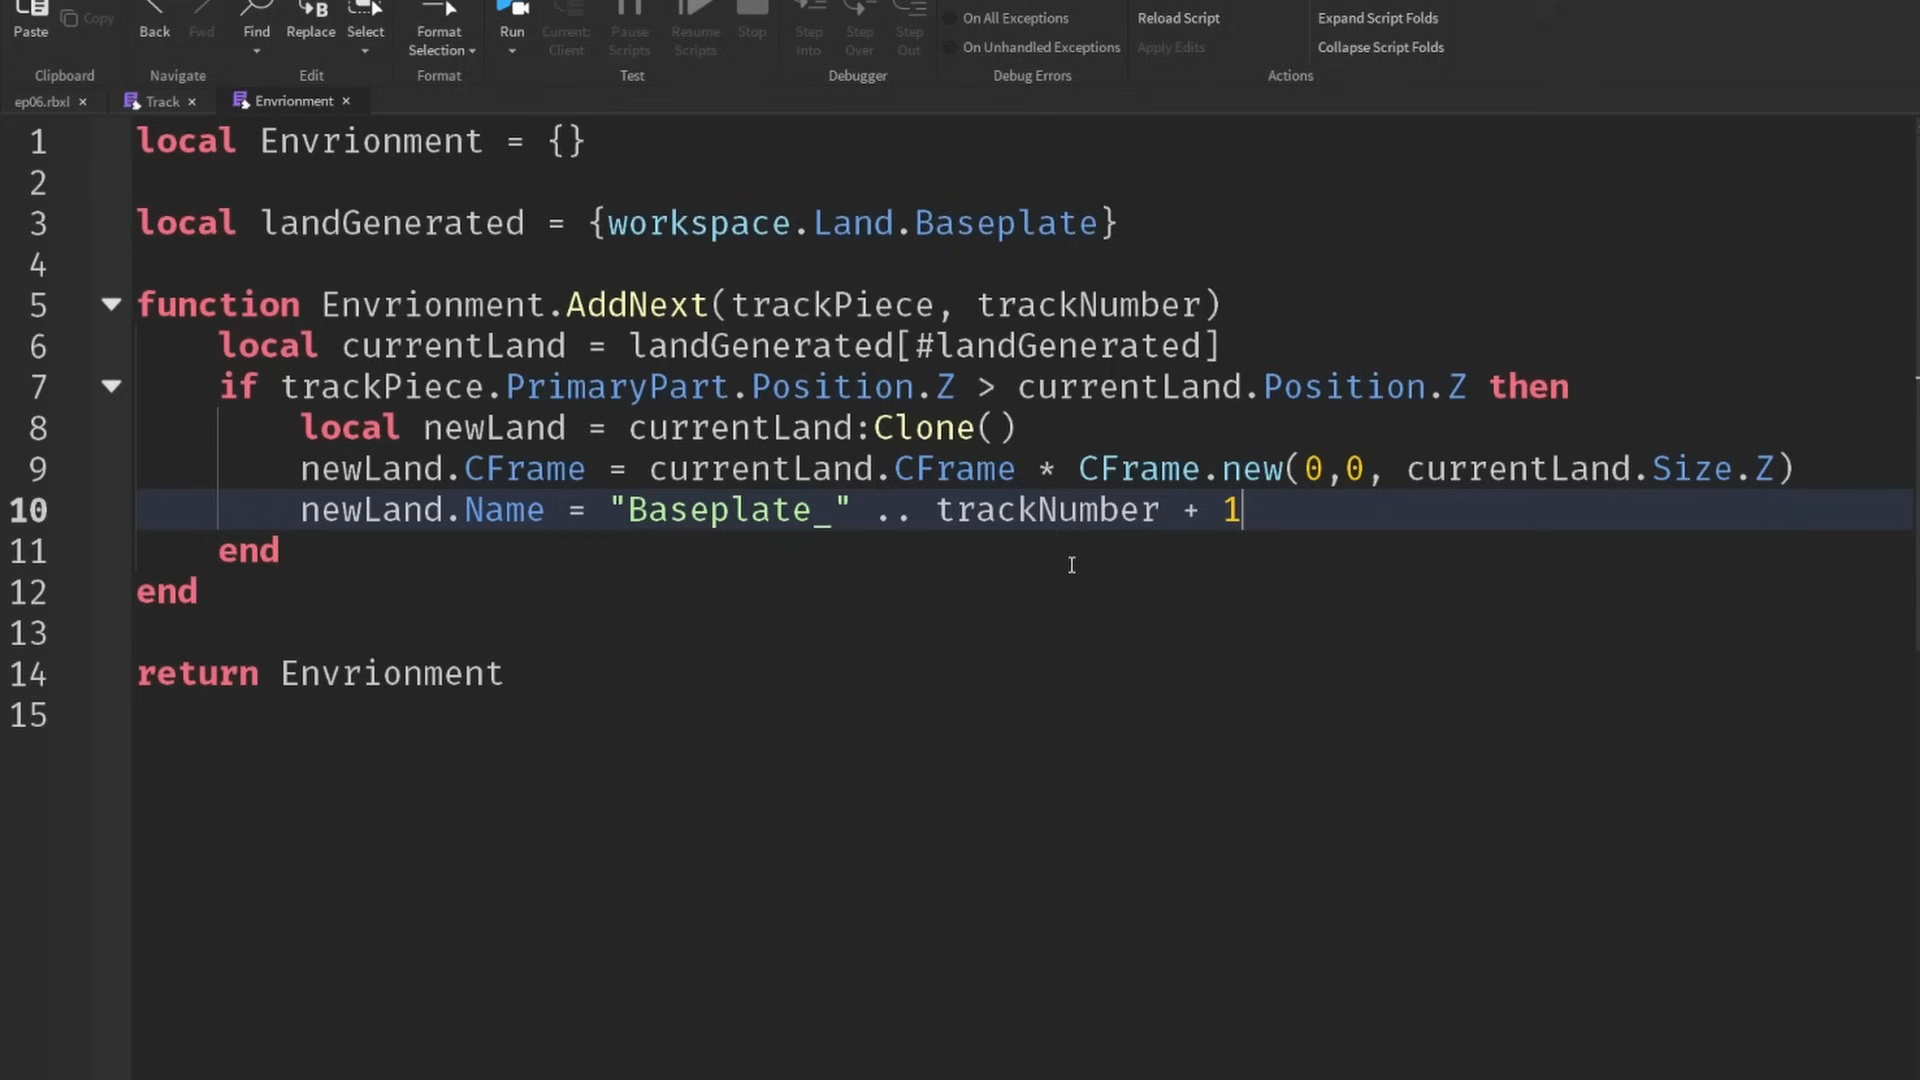 Paste Copy Back Fwd Find Replace Select Format Selection Run Current: Client Pause Scripts Resume Scripts Stop Step Into Step Over Step Out
On All Exceptions
On Unhandled Exceptions
Reload Script
Apply Edits
Expand Script Folds
Collapse Script Folds
Clipboard Navigate Edit Format Test Debugger Debug Errors Actions
ep06.rbxl × Track × Envrionment ×
1 local Envrionment = {}
2
3 local landGenerated = {workspace.Land.Baseplate}
4
5 function Envrionment.AddNext(trackPiece, trackNumber)
6 local currentLand = landGenerated[#landGenerated]
7 if trackPiece.PrimaryPart.Position.Z > currentLand.Position.Z then
8 local newLand = currentLand:Clone()
9 newLand.CFrame = currentLand.CFrame * CFrame.new(0,0, currentLand.Size.Z)
10 newLand.Name = "Baseplate_" .. trackNumber + 1
11 end
12 end
13
14 return Envrionment
15